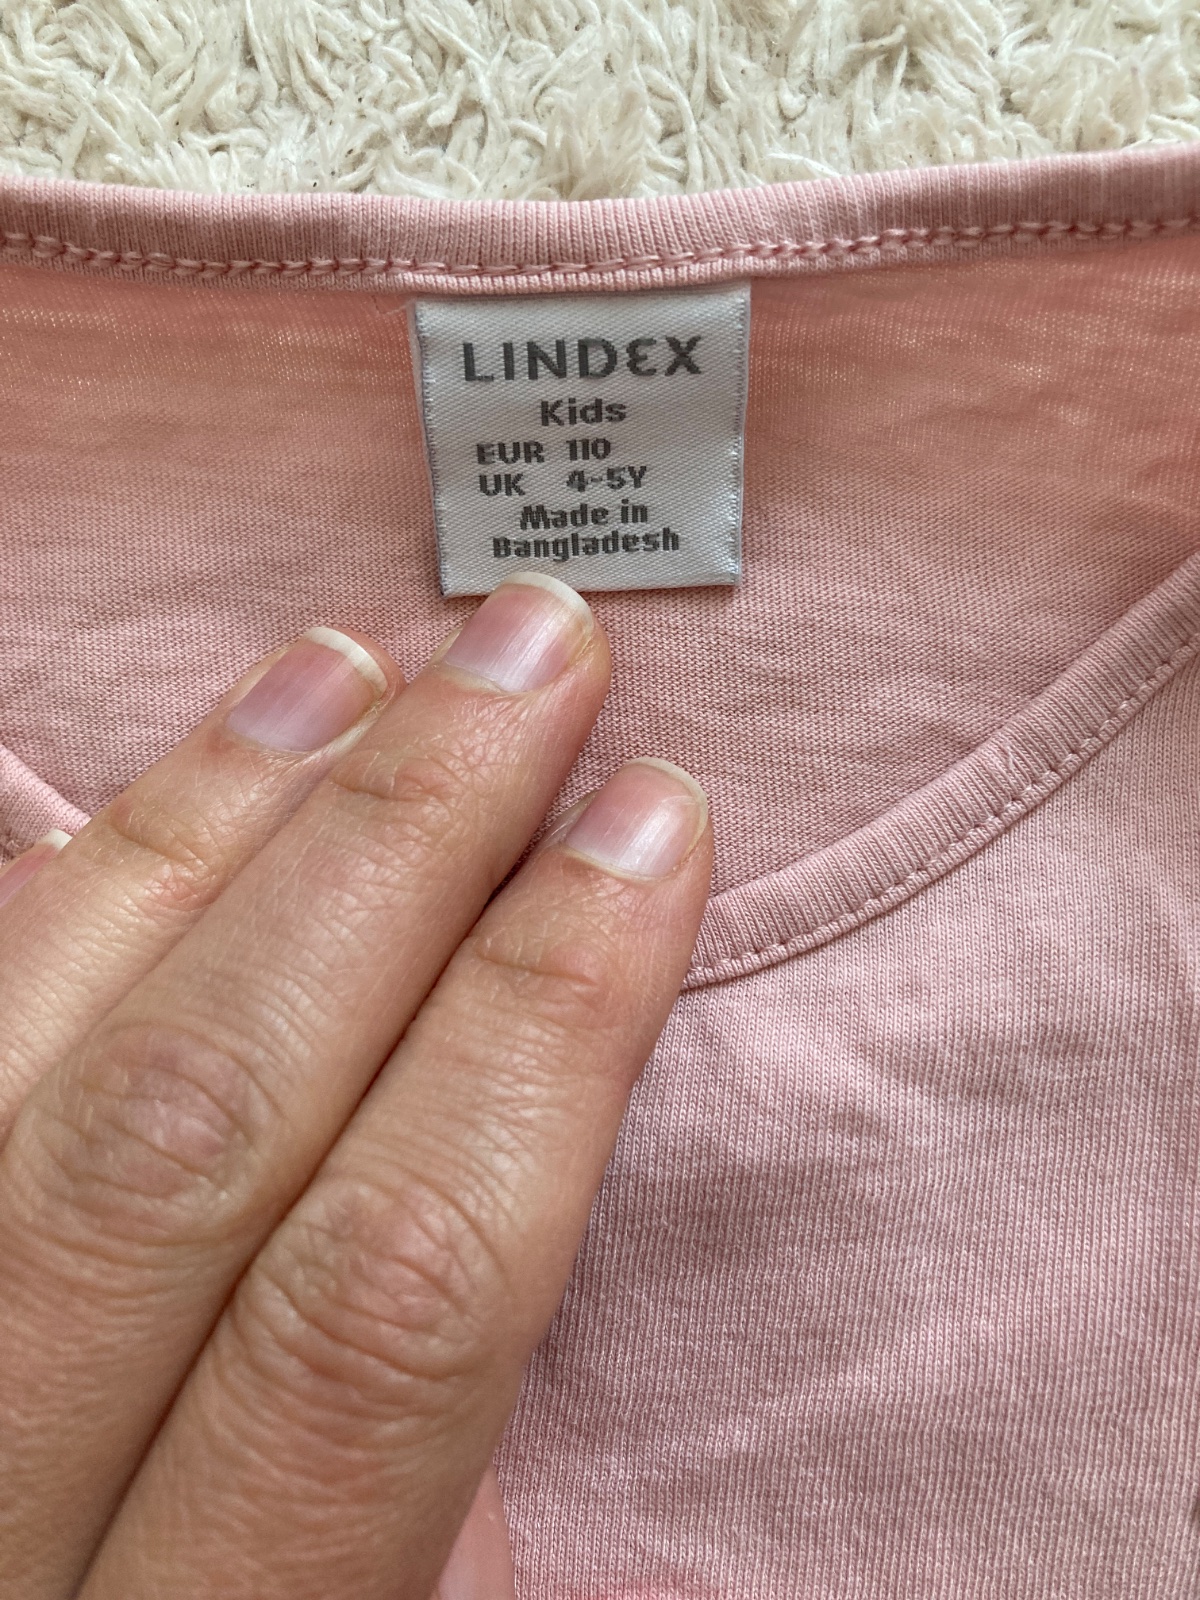 LINDEX
Kids
EUR 110
UK 4-5Y
Made in
Bangladesh